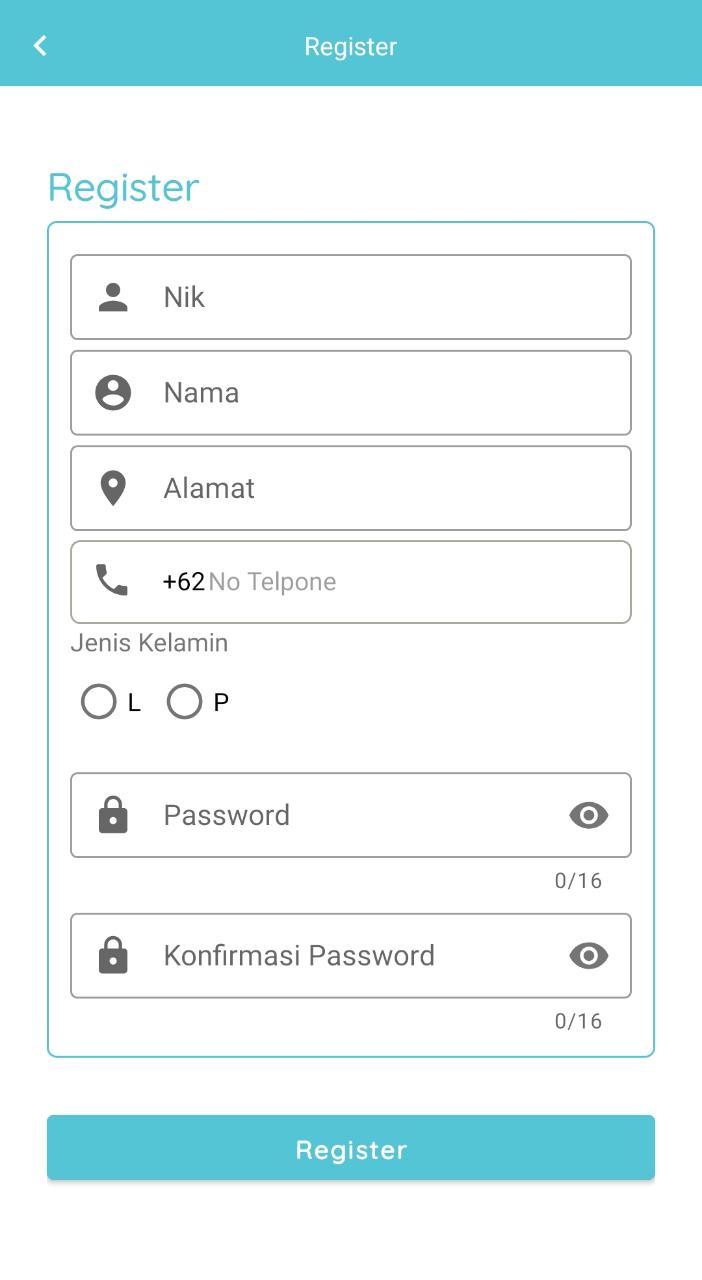 Register
Register
Nik
Nama
Alamat
+62 No Telpone
Jenis Kelamin
L P
Password
0/16
Konfirmasi Password
0/16
Register